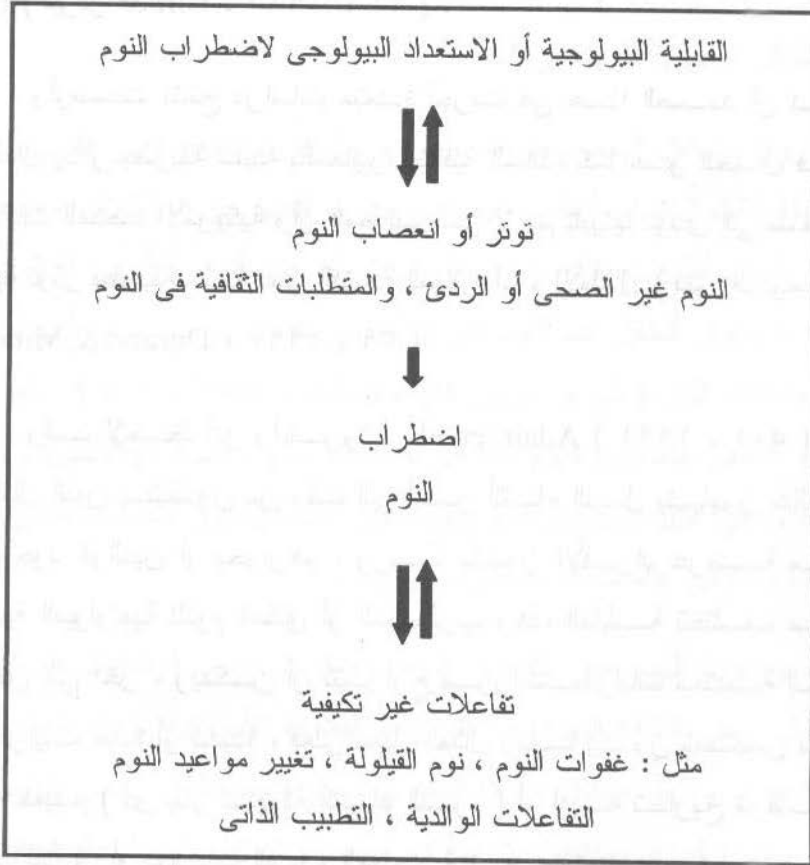 القابلية البيولوجية أو الاستعداد البيولوجى لاضطراب النوم
توتر أو انعصاب النوم
النوم غير الصحى أو الردئ ، والمتطلبات الثقافية فى النوم
اضطراب
النوم
تفاعلات غير تكيفية
مثل : غفوات النوم ، نوم القيلولة ، تغيير مواعيد النوم
التفاعلات الوالدية ، التطبيب الذاتى